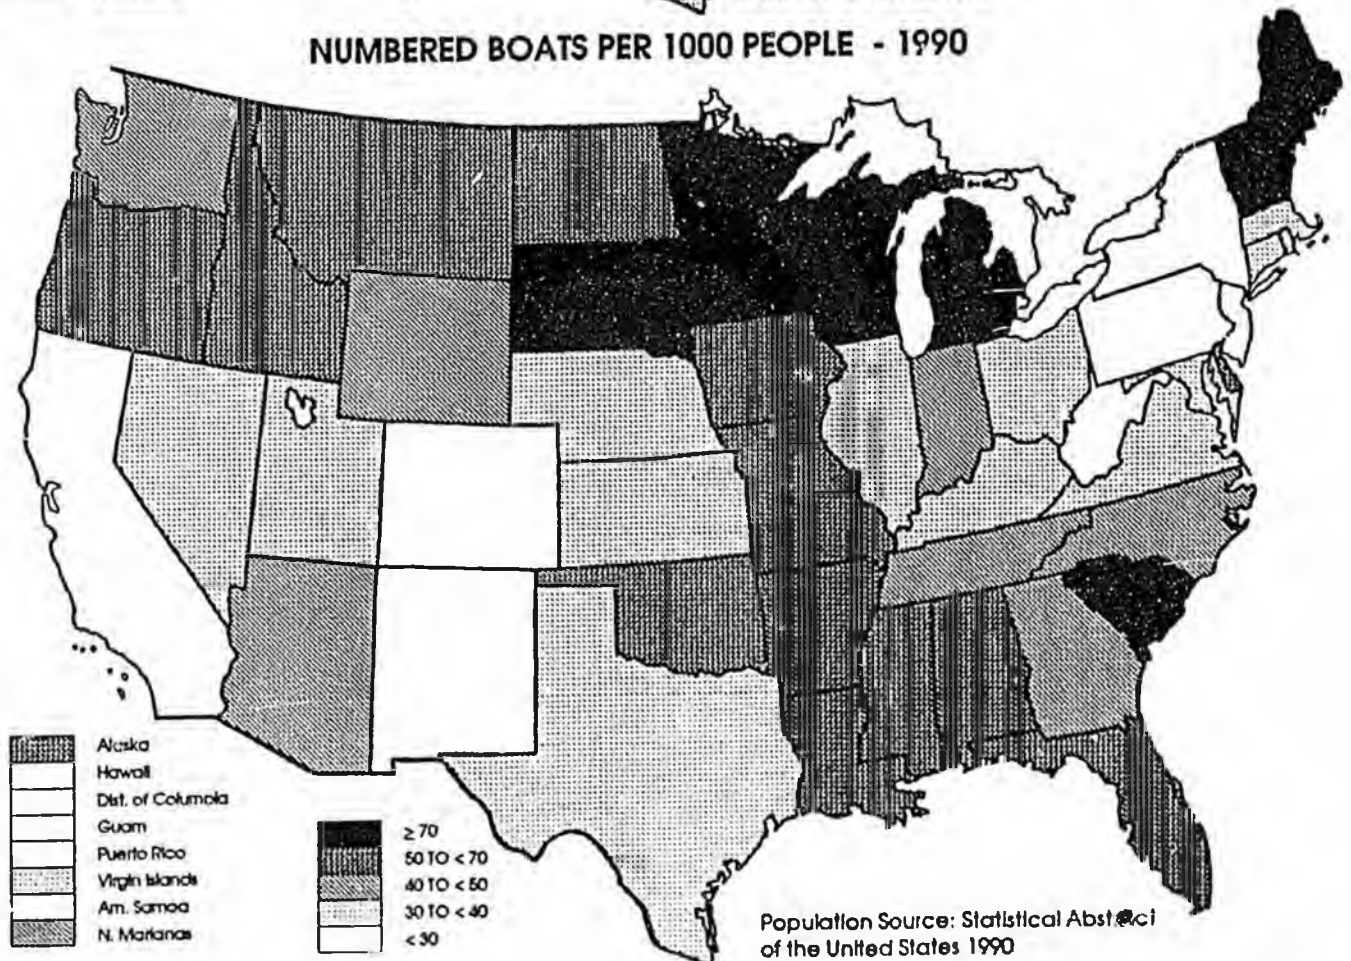 NUMBERED BOATS PER 1000 PEOPLE - 1990
Alaska
Hawaii
Dist. of Columbia
Guam
Puerto Rico
Virgin Islands
Am. Samoa
N. Marianas
≥ 70
50 TO < 70
40 TO < 50
30 TO < 40
< 30
Population Source: Statistical Abstract
of the United States 1990